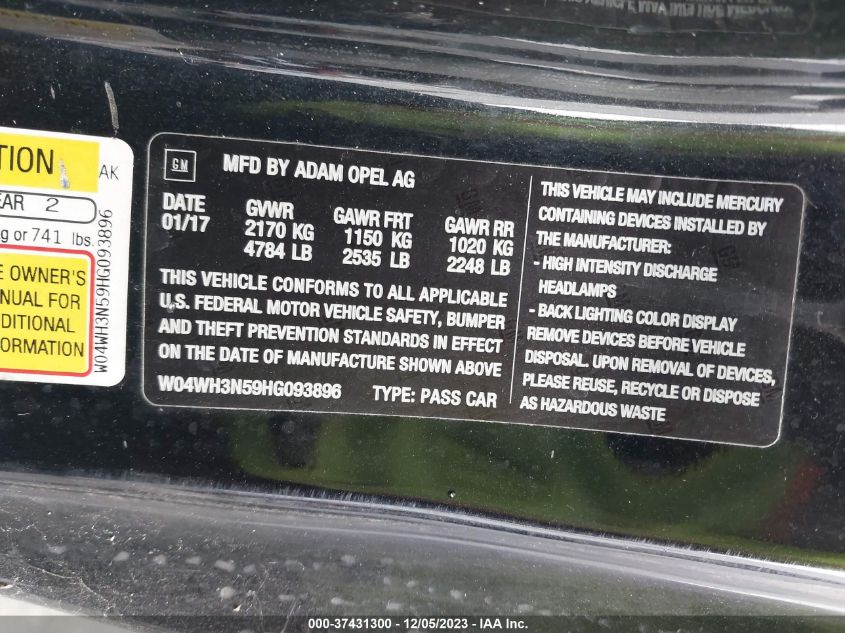 TION
AK
EAR 2
g or 741 lbs.
E OWNER'S
NUAL FOR
DITIONAL
FORMATION
W04WH3N59HG093896
GM
MFD BY ADAM OPEL AG
DATE GVWR GAWR FRT GAWR RR
01/17 2170 KG 1150 KG 1020 KG
4784 LB 2535 LB 2248 LB
THIS VEHICLE CONFORMS TO ALL APPLICABLE
U.S. FEDERAL MOTOR VEHICLE SAFETY, BUMPER
AND THEFT PREVENTION STANDARDS IN EFFECT
ON THE DATE OF MANUFACTURE SHOWN ABOVE
W04WH3N59HG093896 TYPE: PASS CAR
THIS VEHICLE MAY INCLUDE MERCURY
CONTAINING DEVICES INSTALLED BY
THE MANUFACTURER:
- HIGH INTENSITY DISCHARGE
HEADLAMPS
- BACK LIGHTING COLOR DISPLAY
REMOVE DEVICES BEFORE VEHICLE
DISPOSAL. UPON REMOVAL OF DEVICES,
PLEASE REUSE, RECYCLE OR DISPOSE
AS HAZARDOUS WASTE
000-37431300 - 12/05/2023 - IAA Inc.